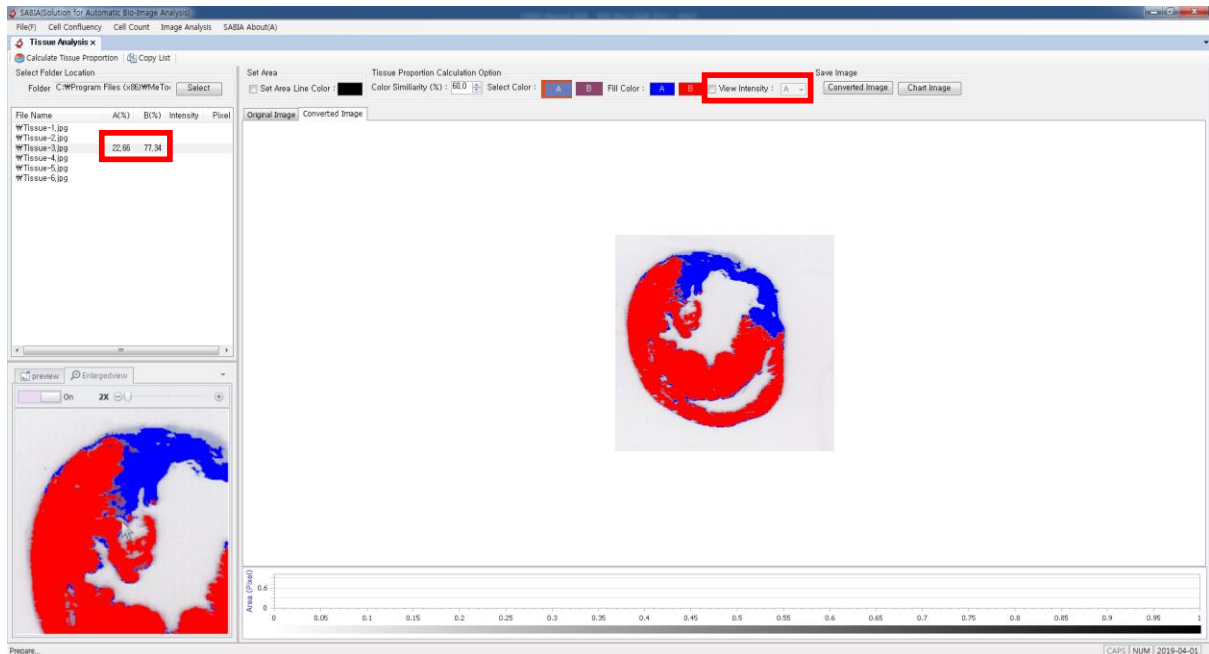 SABIA(Solution for Automatic Bio-Image Analysis)
File(F) Cell Confluency Cell Count Image Analysis SABIA About(A)
Tissue Analysis x
Calculate Tissue Proportion Copy List
Select Folder Location
Folder C:₩Program Files (x86)₩MeTo Select
Set Area
Set Area Line Color :
Tissue Proportion Calculation Option
Color Similiarity (%) : 60.0 Select Color : A B Fill Color : A B View Intensity : A
Save Image
Converted Image Chart Image
File Name A(%) B(%) Intensity Pixel
₩Tissue-1.jpg
₩Tissue-2.jpg
₩Tissue-3.jpg 22.66 77.34
₩Tissue-4.jpg
₩Tissue-5.jpg
₩Tissue-6.jpg
Original Image Converted Image
preview Enlargedview
On 2X
Area (Pixel)
0.6
0
0 0.05 0.1 0.15 0.2 0.25 0.3 0.35 0.4 0.45 0.5 0.55 0.6 0.65 0.7 0.75 0.8 0.85 0.9 0.95 1
Prepare...
CAPS NUM 2019-04-01